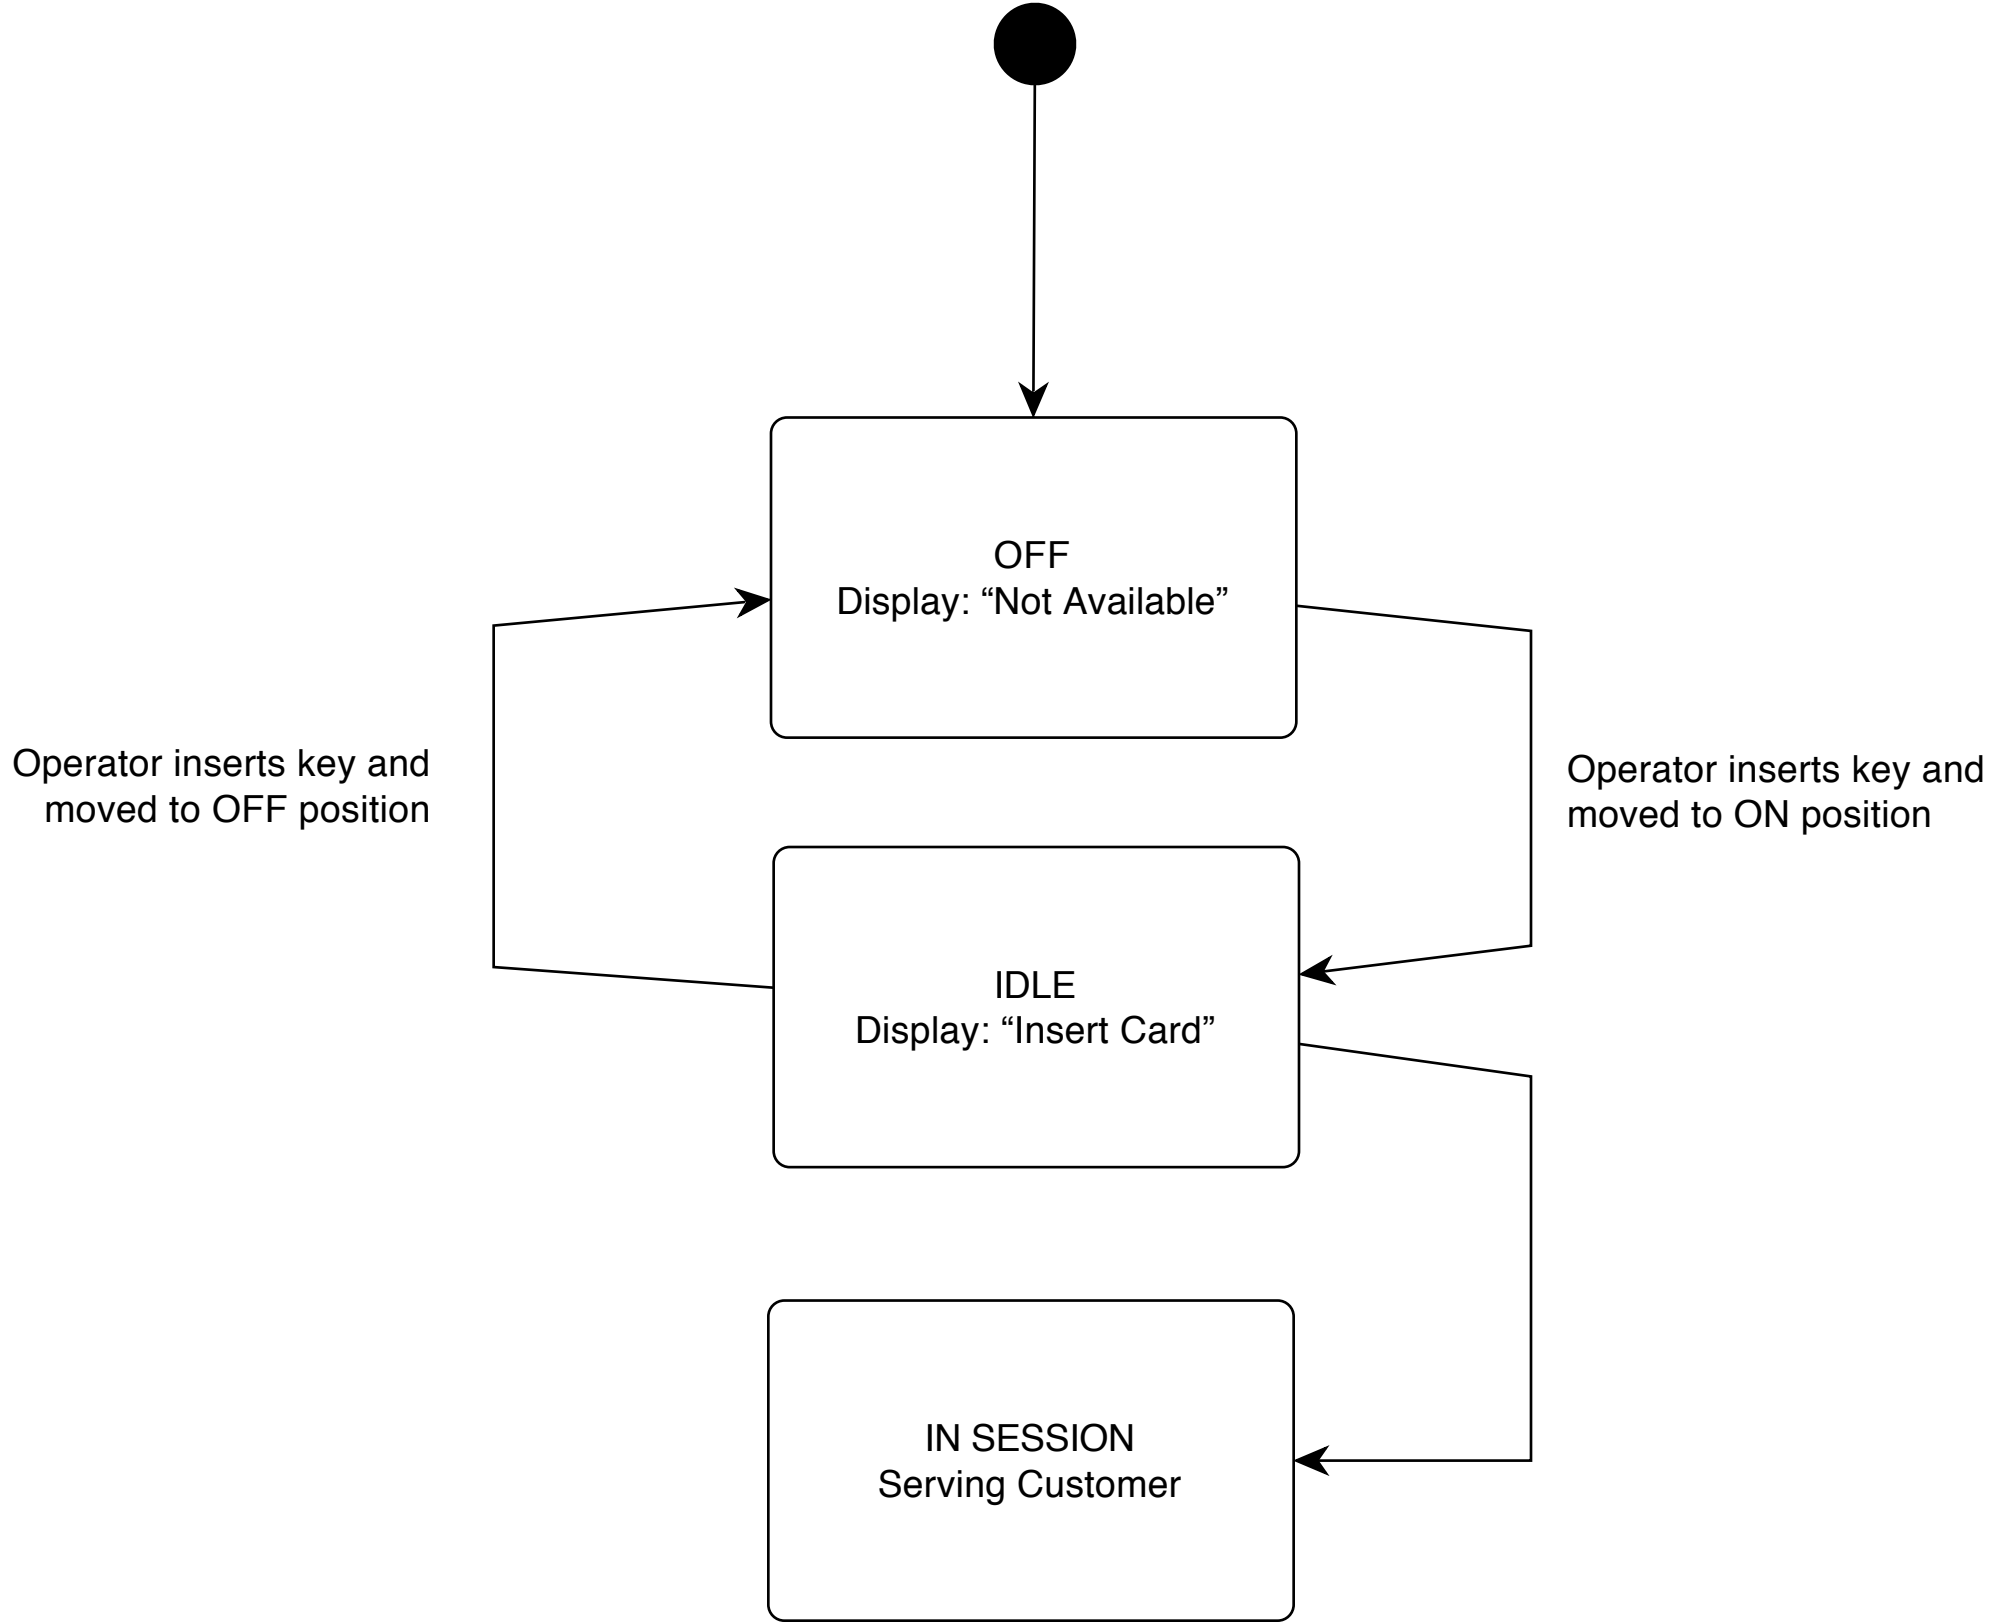 OFF
Display: “Not Available”
Operator inserts key and
moved to OFF position
Operator inserts key and
moved to ON position
IDLE
Display: “Insert Card”
IN SESSION
Serving Customer